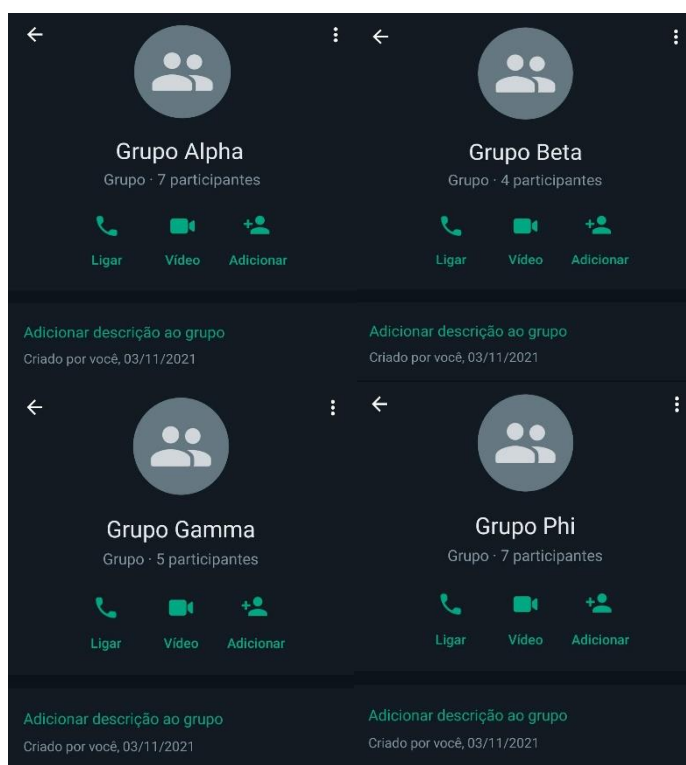 Grupo Alpha
Grupo · 7 participantes
Ligar Vídeo Adicionar
Adicionar descrição ao grupo
Criado por você, 03/11/2021
Grupo Beta
Grupo · 4 participantes
Ligar Vídeo Adicionar
Adicionar descrição ao grupo
Criado por você, 03/11/2021
Grupo Gamma
Grupo · 5 participantes
Ligar Vídeo Adicionar
Adicionar descrição ao grupo
Criado por você, 03/11/2021
Grupo Phi
Grupo · 7 participantes
Ligar Vídeo Adicionar
Adicionar descrição ao grupo
Criado por você, 03/11/2021